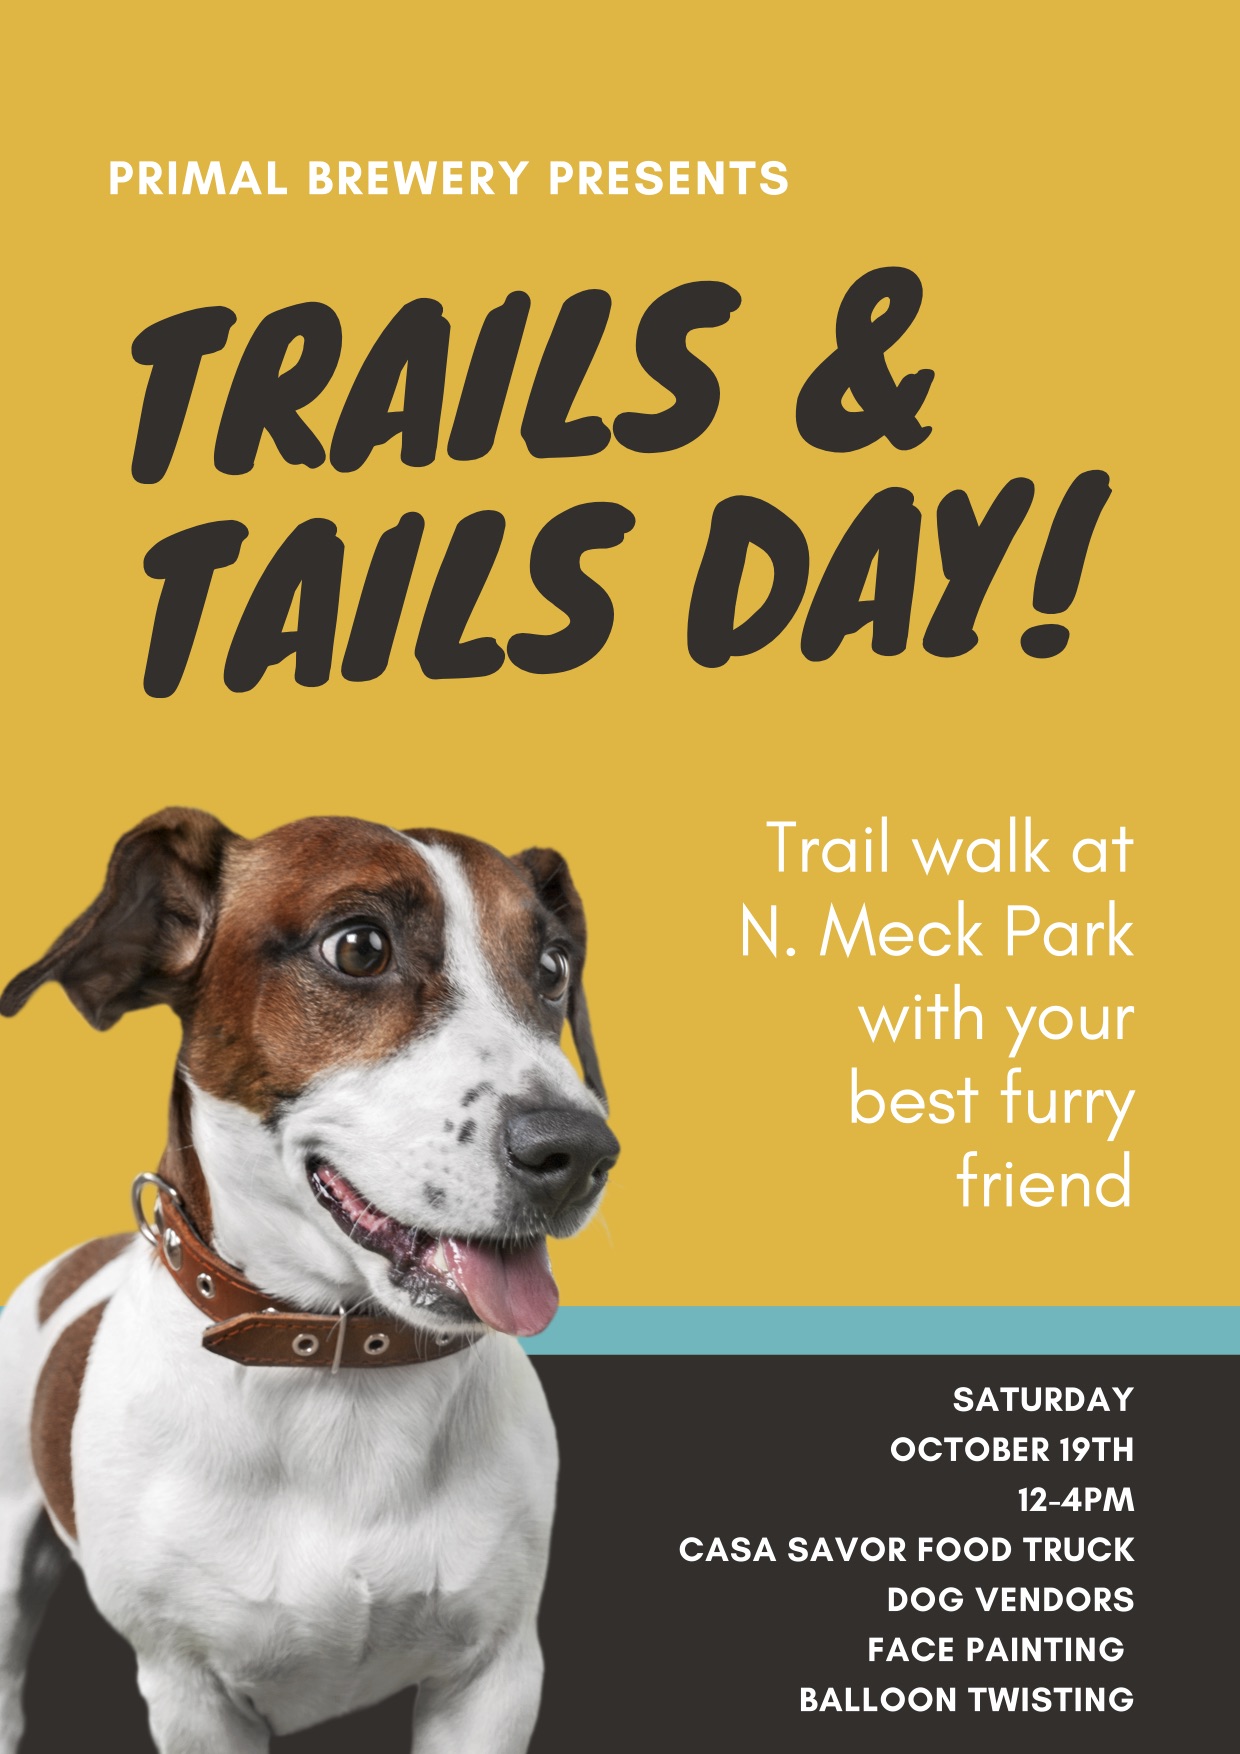 PRIMAL BREWERY PRESENTS
TRAILS &
TAILS DAY!
Trail walk at
N. Meck Park
with your
best furry
friend
SATURDAY
OCTOBER 19TH
12-4PM
CASA SAVOR FOOD TRUCK
DOG VENDORS
FACE PAINTING
BALLOON TWISTING